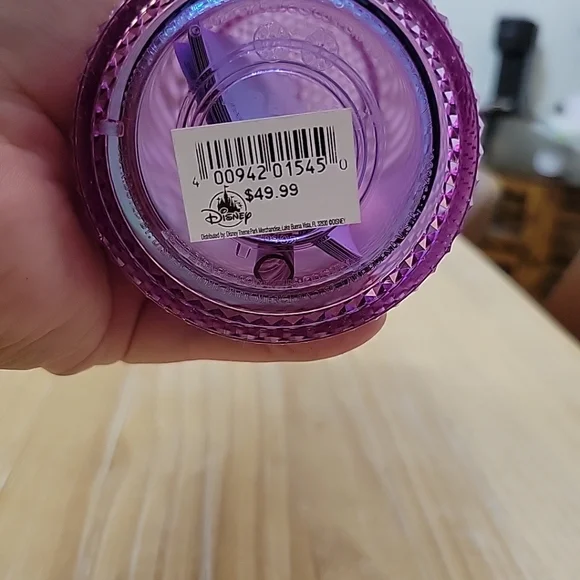 4 00942 01545 0
$49.99
DISNEY
Distributed by: Disney Theme Park Merchandise, Lake Buena Vista, FL 32830 ©DISNEY